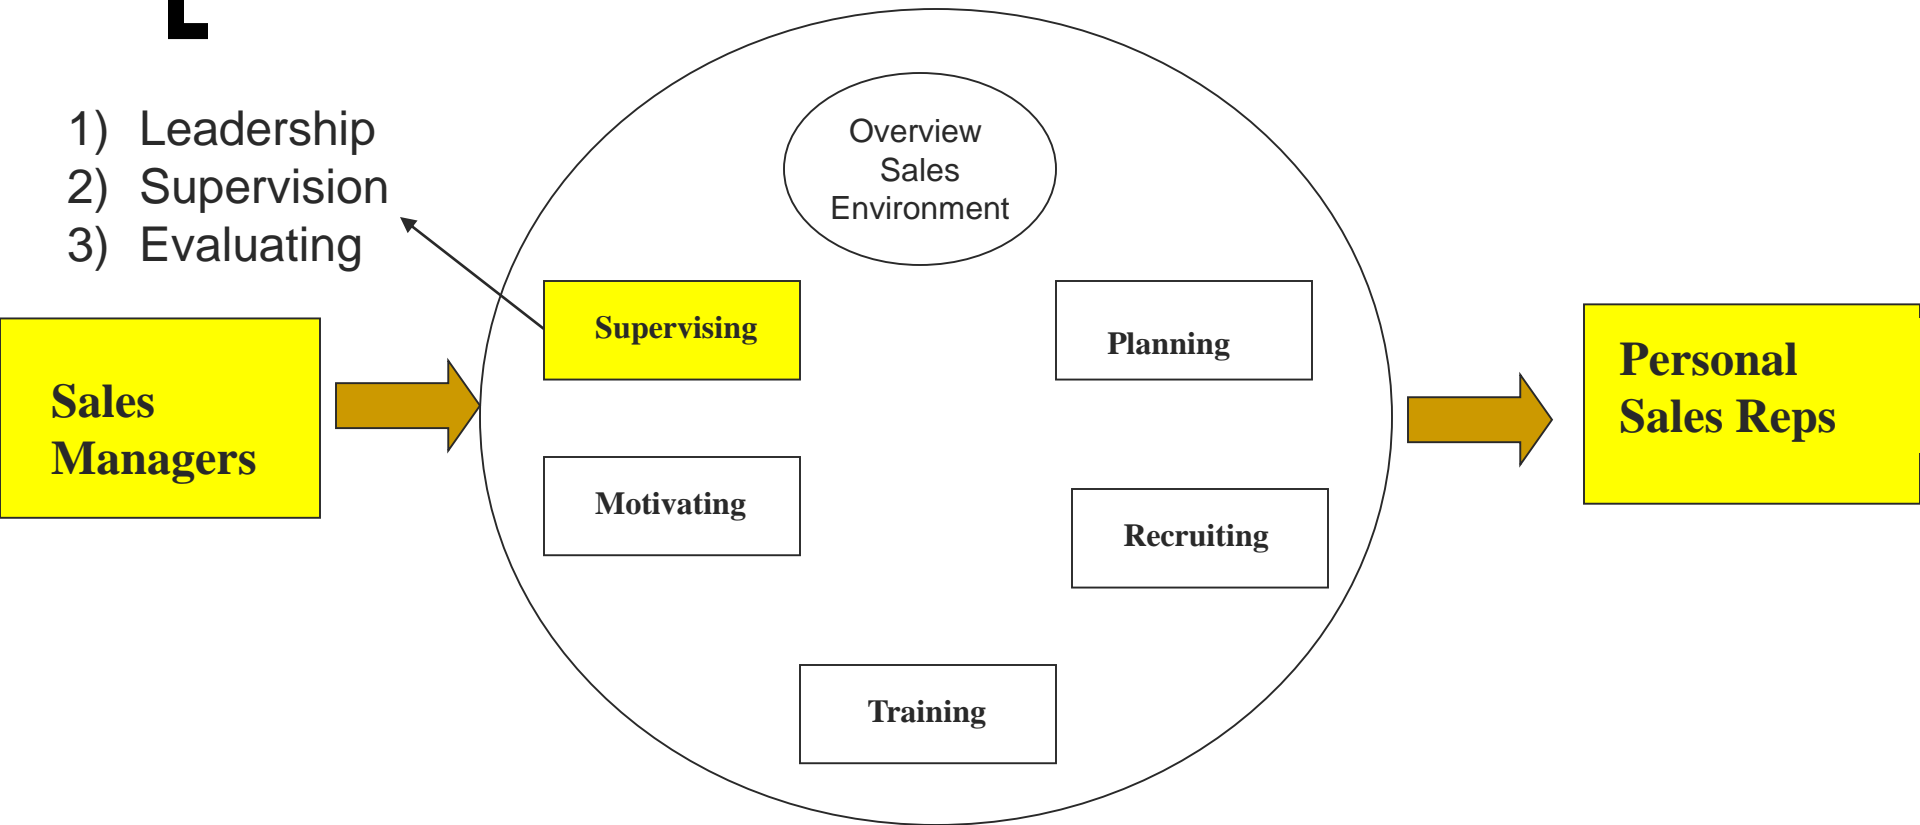 1) Leadership
2) Supervision
3) Evaluating
Overview
Sales
Environment
Supervising
Planning
Sales
Managers
Personal
Sales Reps
Motivating
Recruiting
Training